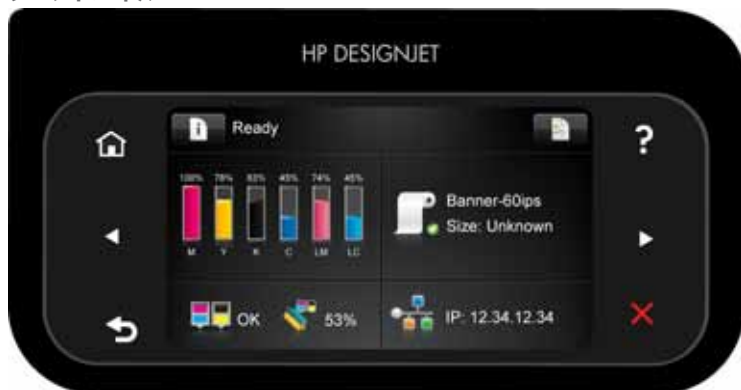 HP DESIGNJET
Ready
100% 78% 83% 45% 74% 45%
M Y K C LM LC
Banner-60ips
Size: Unknown
OK
53%
IP: 12.34.12.34
?